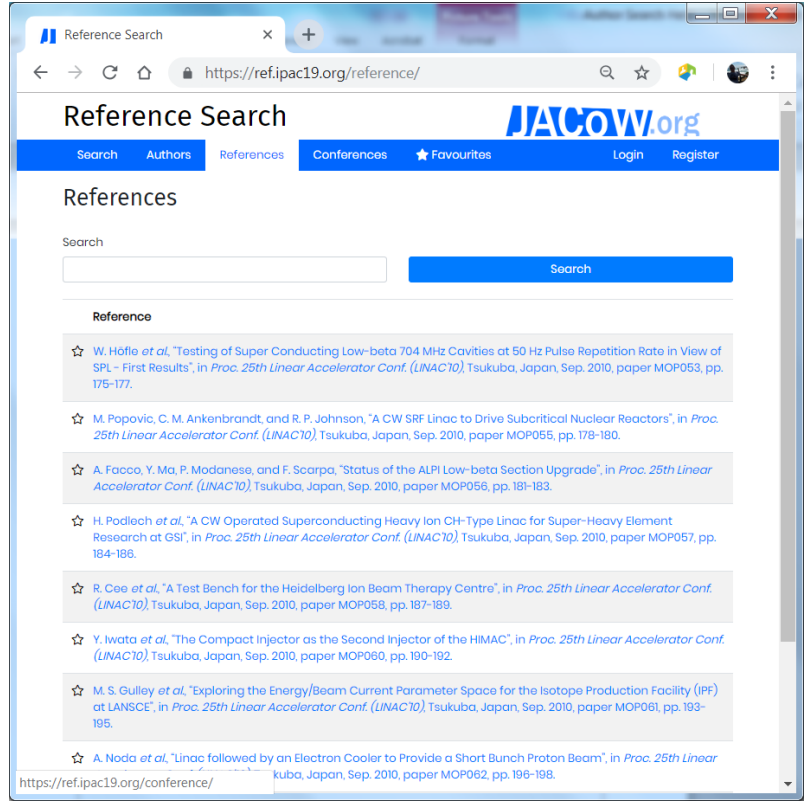 Reference Search
https://ref.ipac19.org/reference/
Reference Search
JACoW.org
Search Authors References Conferences Favourites Login Register
References
Search
Search
Reference
W. Höfle et al., "Testing of Super Conducting Low-beta 704 MHz Cavities at 50 Hz Pulse Repetition Rate in View of
SPL - First Results", in Proc. 25th Linear Accelerator Conf. (LINAC'10), Tsukuba, Japan, Sep. 2010, paper MOP053, pp.
175-177.
M. Popovic, C. M. Ankenbrandt, and R. P. Johnson, "A CW SRF Linac to Drive Subcritical Nuclear Reactors", in Proc.
25th Linear Accelerator Conf. (LINAC'10), Tsukuba, Japan, Sep. 2010, paper MOP055, pp. 178-180.
A. Facco, Y. Ma, P. Modanese, and F. Scarpa, "Status of the ALPI Low-beta Section Upgrade", in Proc. 25th Linear
Accelerator Conf. (LINAC'10), Tsukuba, Japan, Sep. 2010, paper MOP056, pp. 181-183.
H. Podlech et al., "A CW Operated Superconducting Heavy Ion CH-Type Linac for Super-Heavy Element
Research at GSI", in Proc. 25th Linear Accelerator Conf. (LINAC'10), Tsukuba, Japan, Sep. 2010, paper MOP057, pp.
184-186.
R. Cee et al., "A Test Bench for the Heidelberg Ion Beam Therapy Centre", in Proc. 25th Linear Accelerator Conf.
(LINAC'10), Tsukuba, Japan, Sep. 2010, paper MOP058, pp. 187-189.
Y. Iwata et al., "The Compact Injector as the Second Injector of the HIMAC", in Proc. 25th Linear Accelerator Conf.
(LINAC'10), Tsukuba, Japan, Sep. 2010, paper MOP060, pp. 190-192.
M. S. Gulley et al., "Exploring the Energy/Beam Current Parameter Space for the Isotope Production Facility (IPF)
at LANSCE", in Proc. 25th Linear Accelerator Conf. (LINAC'10), Tsukuba, Japan, Sep. 2010, paper MOP061, pp. 193-
195.
A. Noda et al., "Linac followed by an Electron Cooler to Provide a Short Bunch Proton Beam", in Proc. 25th Linear
Japan, Sep. 2010, paper MOP062, pp. 196-198.
https://ref.ipac19.org/conference/